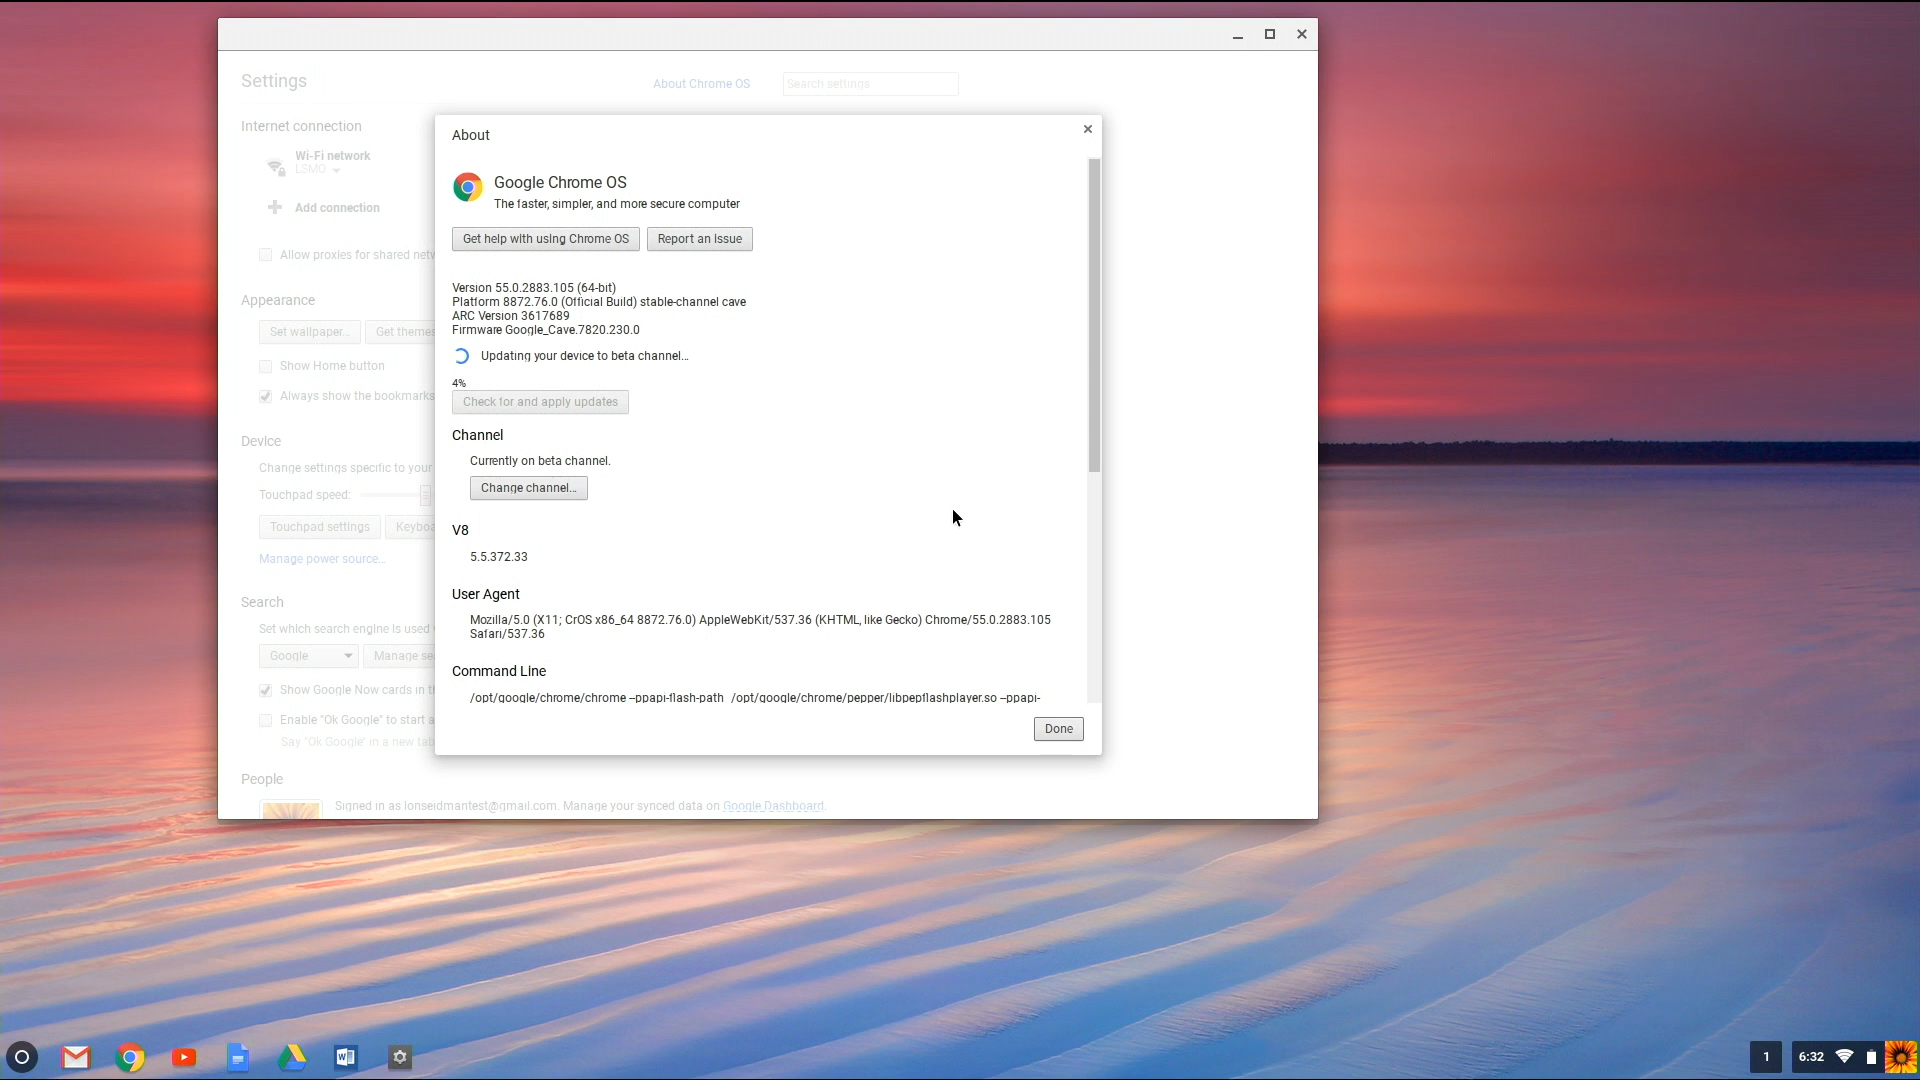 Settings
About Chrome OS
Search settings
Internet connection
Wi-Fi network
LSMO
Add connection
Allow proxies for shared netw
Appearance
Set wallpaper...
Get themes
Show Home button
Always show the bookmarks
Device
Change settings specific to your
Touchpad speed:
Touchpad settings
Keyboa
Manage power source...
Search
Set which search engine is used
Google
Manage sea
Show Google Now cards in th
Enable "Ok Google" to start a
Say "Ok Google" in a new tab
People
Signed in as lonseidmantest@gmail.com. Manage your synced data on Google Dashboard.
About
Google Chrome OS
The faster, simpler, and more secure computer
Get help with using Chrome OS
Report an issue
Version 55.0.2883.105 (64-bit)
Platform 8872.76.0 (Official Build) stable-channel cave
ARC Version 3617689
Firmware Google_Cave.7820.230.0
Updating your device to beta channel...
4%
Check for and apply updates
Channel
Currently on beta channel.
Change channel...
V8
5.5.372.33
User Agent
Mozilla/5.0 (X11; CrOS x86_64 8872.76.0) AppleWebKit/537.36 (KHTML, like Gecko) Chrome/55.0.2883.105
Safari/537.36
Command Line
/opt/google/chrome/chrome --ppapi-flash-path /opt/google/chrome/pepper/libpepflashplayer.so --ppapi-
Done
1
6:32